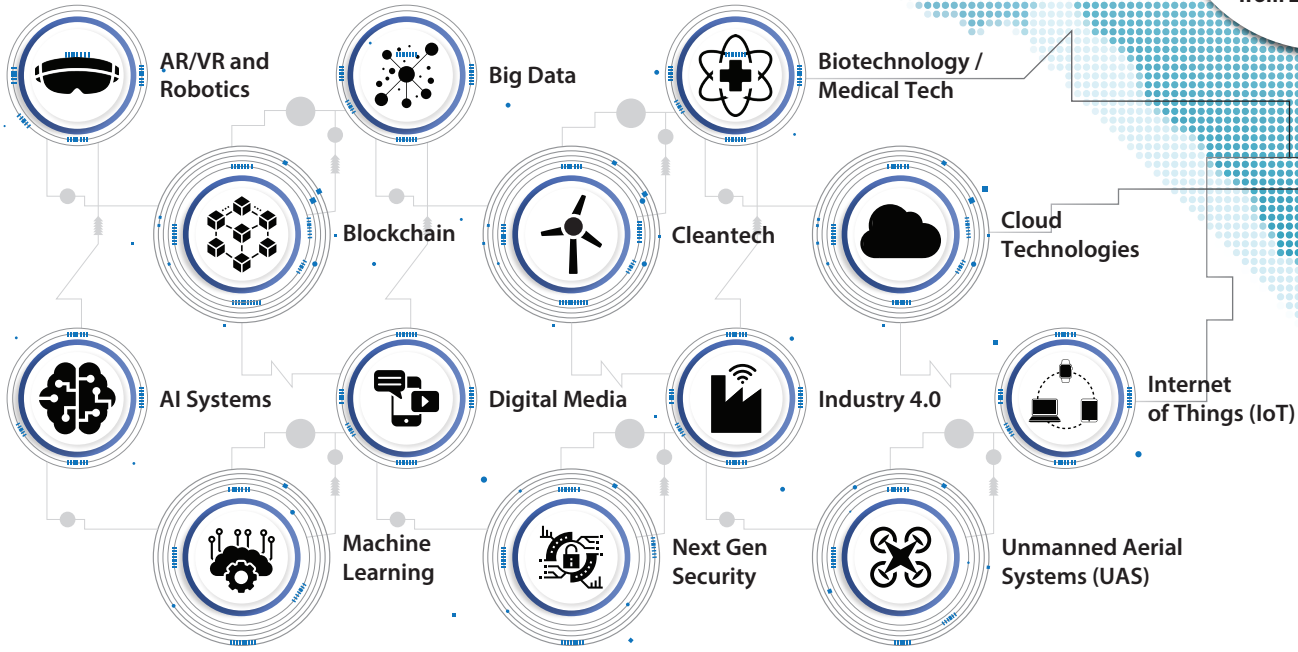 AR/VR and
Robotics
Big Data
Biotechnology /
Medical Tech
Blockchain
Cleantech
Cloud
Technologies
AI Systems
Digital Media
Industry 4.0
Internet
of Things (IoT)
Machine
Learning
Next Gen
Security
Unmanned Aerial
Systems (UAS)